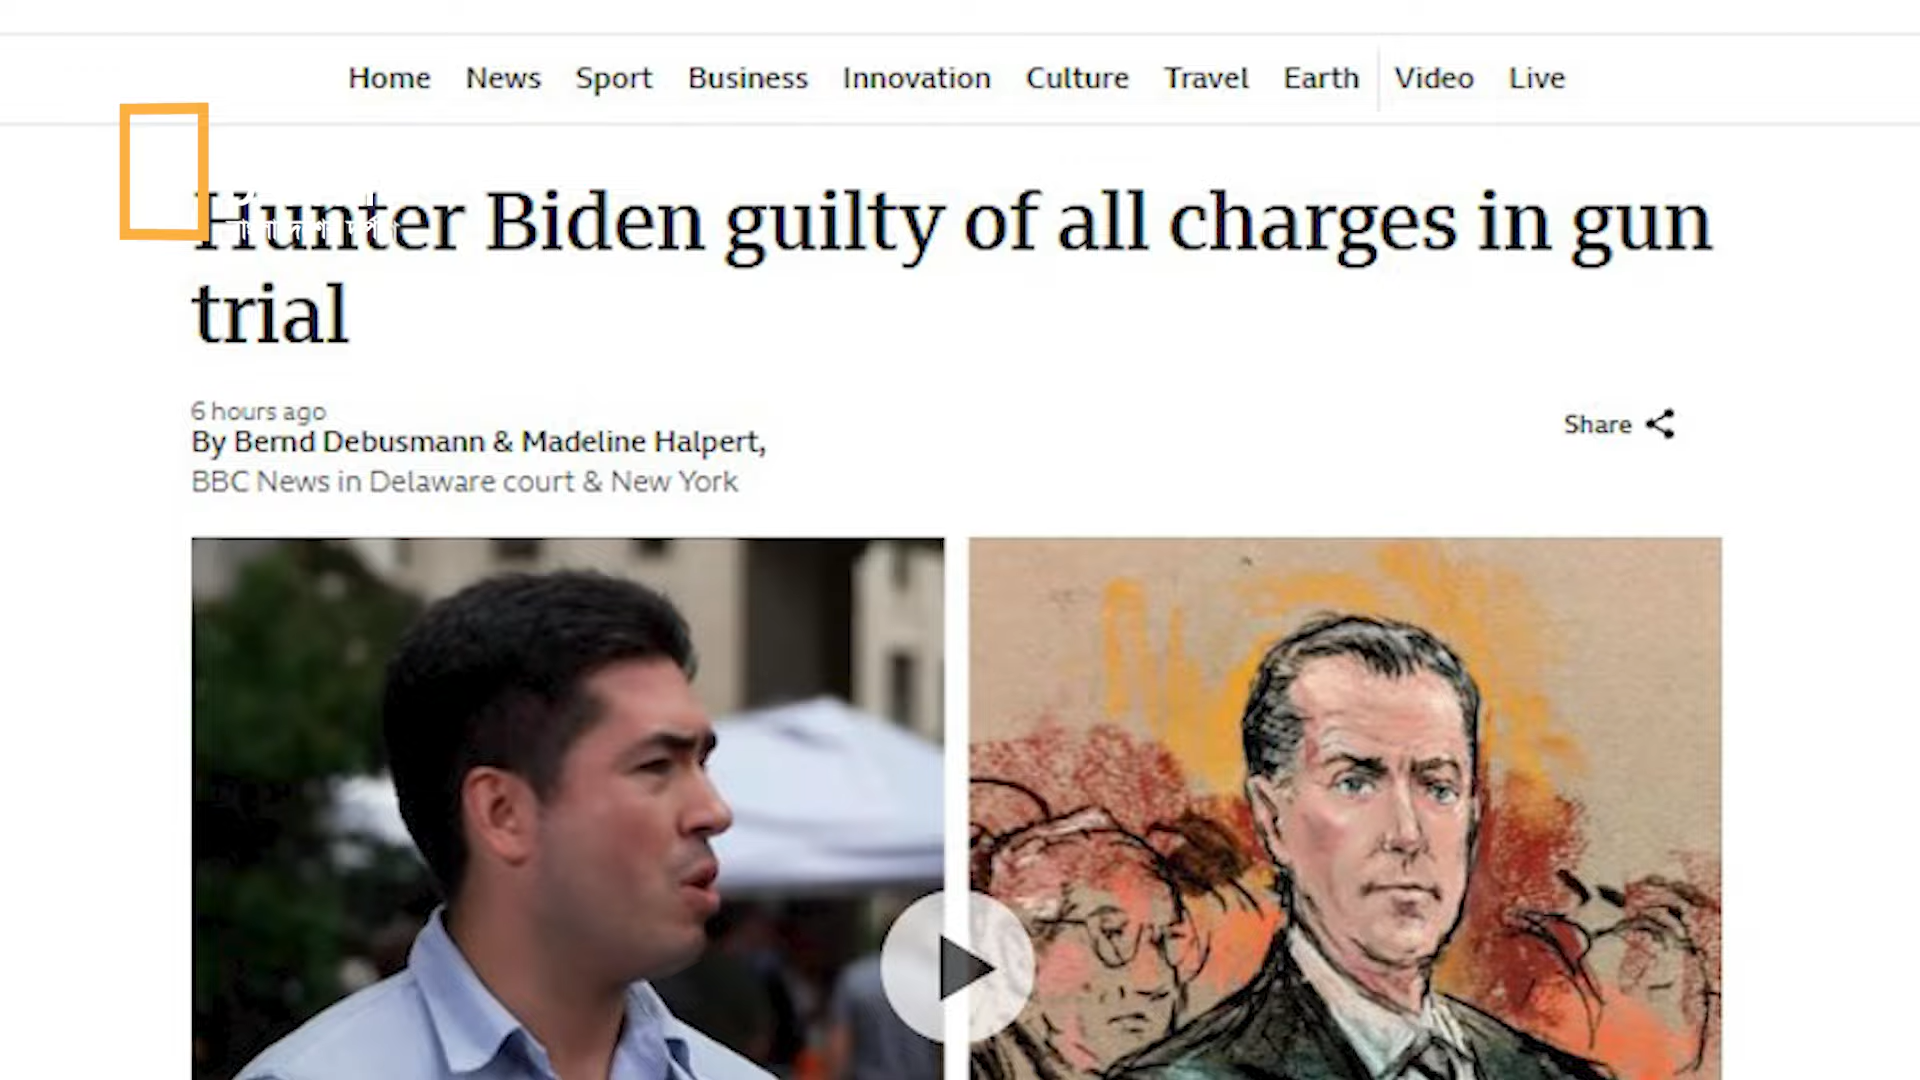 Home News Sport Business Innovation Culture Travel Earth Video Live
Hunter Biden guilty of all charges in gun
trial
6 hours ago
By Bernd Debusmann & Madeline Halpert,
BBC News in Delaware court & New York
Share